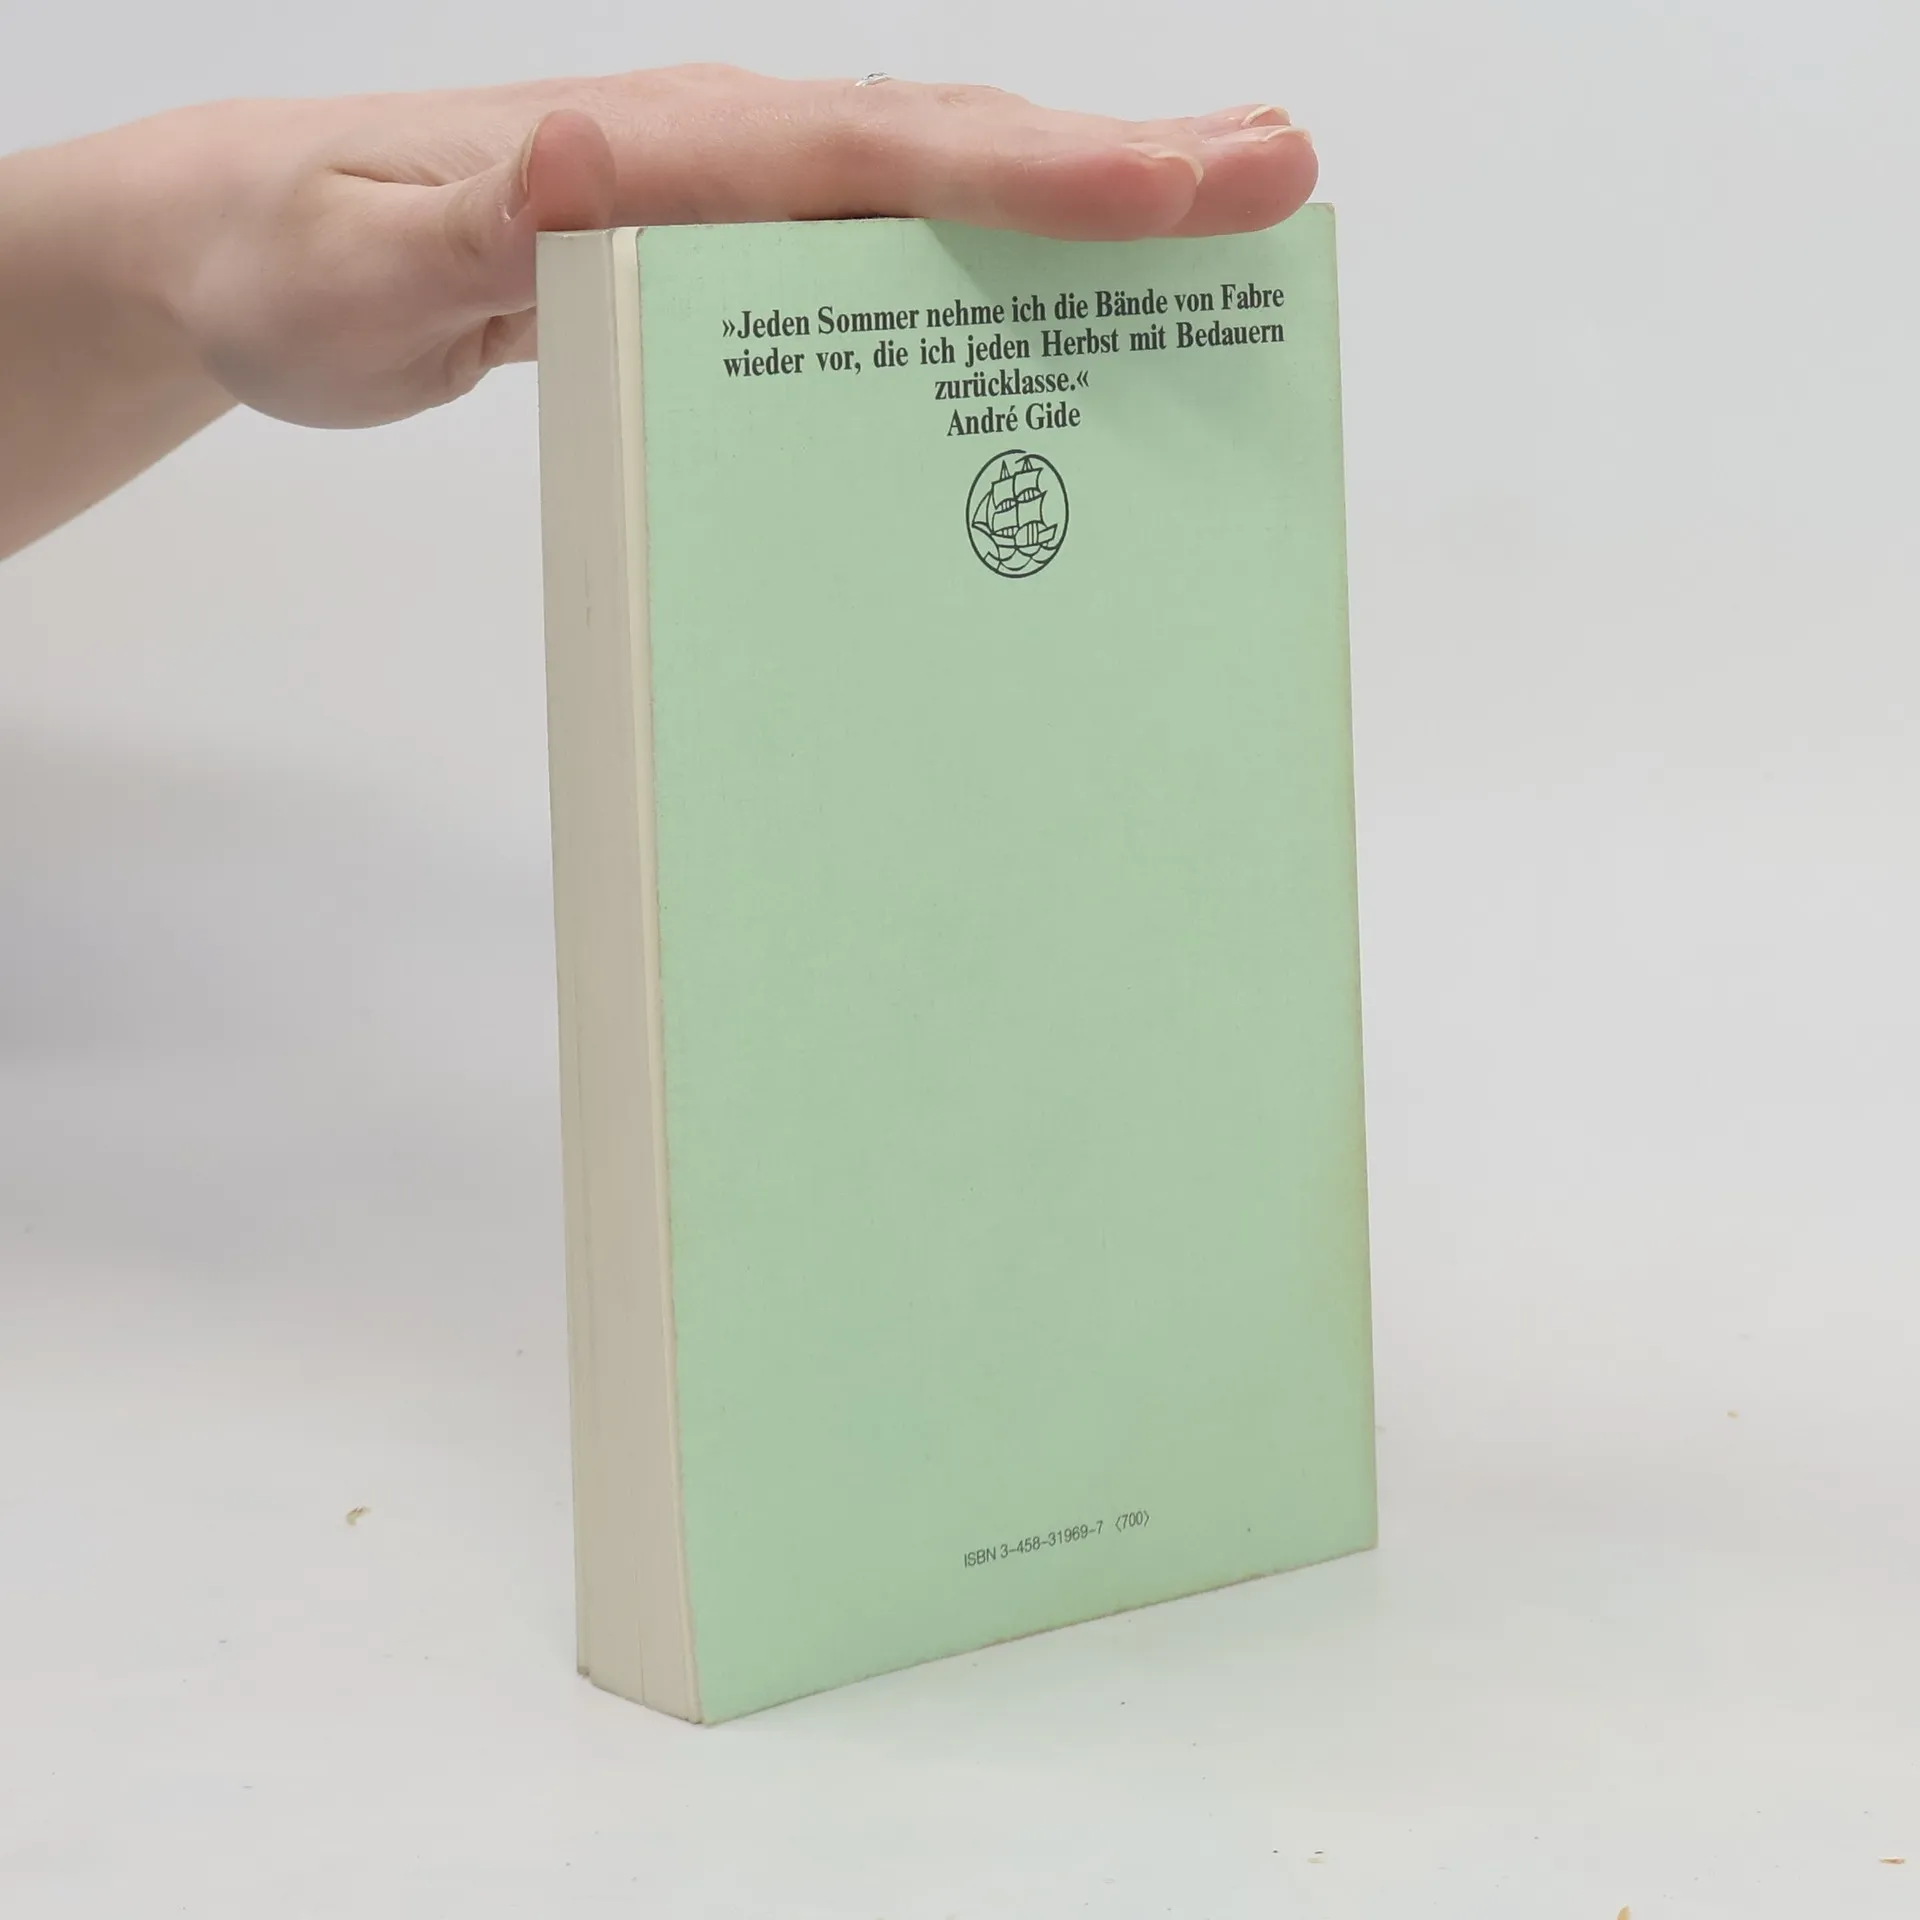 »Jeden Sommer nehme ich die Bände von Fabre
wieder vor, die ich jeden Herbst mit Bedauern
zurücklasse.«
André Gide
ISBN 3–458–31969–7 〈700〉